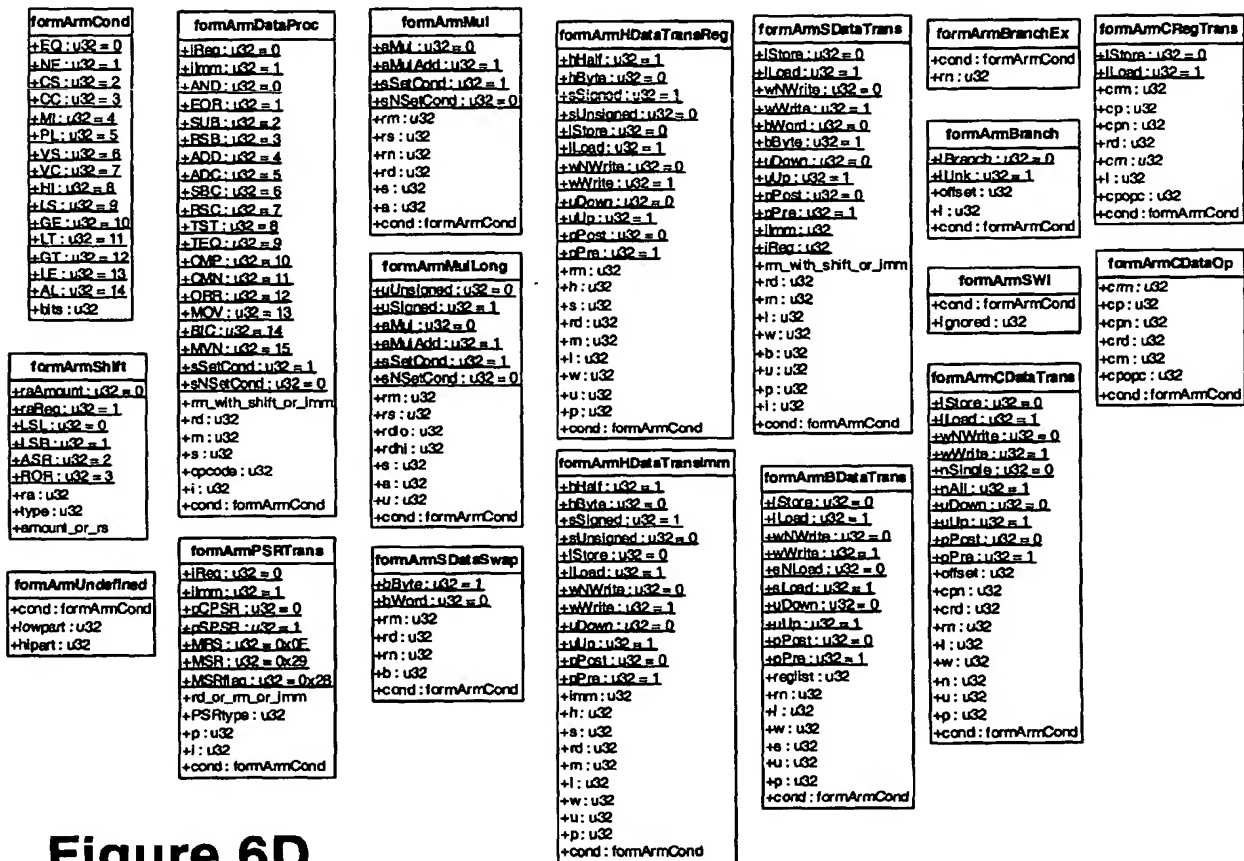 formArmCond
+EQ : u32 = 0
+NE : u32 = 1
+CS : u32 = 2
+CC : u32 = 3
+MI : u32 = 4
+PL : u32 = 5
+VS : u32 = 6
+VC : u32 = 7
+HI : u32 = 8
+LS : u32 = 9
+GE : u32 = 10
+LT : u32 = 11
+GT : u32 = 12
+LE : u32 = 13
+AL : u32 = 14
+bits : u32
formArmShift
+raAmount : u32 = 0
+raReg : u32 = 1
+LSL : u32 = 0
+LSR : u32 = 1
+ASR : u32 = 2
+ROR : u32 = 3
+ra : u32
+type : u32
+amount_or_rs
formArmUndefined
+cond : formArmCond
+lowpart : u32
+hipart : u32
formArmDataProc
+iReg : u32 = 0
+iImm : u32 = 1
+AND : u32 = 0
+EOR : u32 = 1
+SUB : u32 = 2
+RSB : u32 = 3
+ADD : u32 = 4
+ADC : u32 = 5
+SBC : u32 = 6
+RSC : u32 = 7
+TST : u32 = 8
+TEQ : u32 = 9
+CMP : u32 = 10
+CMN : u32 = 11
+ORR : u32 = 12
+MOV : u32 = 13
+BIC : u32 = 14
+MVN : u32 = 15
+sSetCond : u32 = 1
+sNSetCond : u32 = 0
+rm_with_shift_or_imm
+rd : u32
+rn : u32
+s : u32
+opcode : u32
+i : u32
+cond : formArmCond
formArmPSRTrans
+iReg : u32 = 0
+iImm : u32 = 1
+pCPSR : u32 = 0
+pSPSR : u32 = 1
+MRS : u32 = 0x0F
+MSR : u32 = 0x29
+MSRflag : u32 = 0x28
+rd_or_rm_or_imm
+PSRtype : u32
+p : u32
+i : u32
+cond : formArmCond
formArmMul
+aMul : u32 = 0
+aMulAdd : u32 = 1
+sSetCond : u32 = 1
+sNSetCond : u32 = 0
+rm : u32
+rs : u32
+rn : u32
+rd : u32
+s : u32
+a : u32
+cond : formArmCond
formArmMulLong
+uUnsigned : u32 = 0
+uSigned : u32 = 1
+aMul : u32 = 0
+aMulAdd : u32 = 1
+sSetCond : u32 = 1
+sNSetCond : u32 = 0
+rm : u32
+rs : u32
+rdlo : u32
+rdhi : u32
+s : u32
+a : u32
+u : u32
+cond : formArmCond
formArmSDataSwap
+bByte : u32 = 1
+bWord : u32 = 0
+rm : u32
+rd : u32
+rn : u32
+b : u32
+cond : formArmCond
formArmHDataTransReg
+hHalf : u32 = 1
+hByte : u32 = 0
+sSigned : u32 = 1
+sUnsigned : u32 = 0
+lStore : u32 = 0
+lLoad : u32 = 1
+wNWrite : u32 = 0
+wWrite : u32 = 1
+uDown : u32 = 0
+uUp : u32 = 1
+pPost : u32 = 0
+pPre : u32 = 1
+rm : u32
+h : u32
+s : u32
+rd : u32
+rn : u32
+l : u32
+w : u32
+u : u32
+p : u32
+cond : formArmCond
formArmHDataTransImm
+hHalf : u32 = 1
+hByte : u32 = 0
+sSigned : u32 = 1
+sUnsigned : u32 = 0
+lStore : u32 = 0
+lLoad : u32 = 1
+wNWrite : u32 = 0
+wWrite : u32 = 1
+uDown : u32 = 0
+uUp : u32 = 1
+pPost : u32 = 0
+pPre : u32 = 1
+imm : u32
+h : u32
+s : u32
+rd : u32
+rn : u32
+l : u32
+w : u32
+u : u32
+p : u32
+cond : formArmCond
formArmSDataTrans
+lStore : u32 = 0
+lLoad : u32 = 1
+wNWrite : u32 = 0
+wWrite : u32 = 1
+bWord : u32 = 0
+bByte : u32 = 1
+uDown : u32 = 0
+uUp : u32 = 1
+pPost : u32 = 0
+pPre : u32 = 1
+iImm : u32
+iReg : u32
+rm_with_shift_or_imm
+rd : u32
+rn : u32
+l : u32
+w : u32
+b : u32
+u : u32
+p : u32
+i : u32
+cond : formArmCond
formArmBDataTrans
+lStore : u32 = 0
+lLoad : u32 = 1
+wNWrite : u32 = 0
+wWrite : u32 = 1
+sNLoad : u32 = 0
+sLoad : u32 = 1
+uDown : u32 = 0
+uUp : u32 = 1
+pPost : u32 = 0
+pPre : u32 = 1
+reglist : u32
+rn : u32
+l : u32
+w : u32
+s : u32
+u : u32
+p : u32
+cond : formArmCond
formArmBranchEx
+cond : formArmCond
+rn : u32
formArmBranch
+lBranch : u32 = 0
+lLink : u32 = 1
+offset : u32
+l : u32
+cond : formArmCond
formArmSWI
+cond : formArmCond
+ignored : u32
formArmCDataTrans
+lStore : u32 = 0
+lLoad : u32 = 1
+wNWrite : u32 = 0
+wWrite : u32 = 1
+nSingle : u32 = 0
+nAll : u32 = 1
+uDown : u32 = 0
+uUp : u32 = 1
+pPost : u32 = 0
+pPre : u32 = 1
+offset : u32
+cpn : u32
+crd : u32
+rn : u32
+l : u32
+w : u32
+n : u32
+u : u32
+p : u32
+cond : formArmCond
formArmCRegTrans
+lStore : u32 = 0
+lLoad : u32 = 1
+crm : u32
+cp : u32
+cpn : u32
+rd : u32
+crn : u32
+l : u32
+cpopc : u32
+cond : formArmCond
formArmCDataOp
+crm : u32
+cp : u32
+cpn : u32
+crd : u32
+crn : u32
+cpopc : u32
+cond : formArmCond
Figure 6D